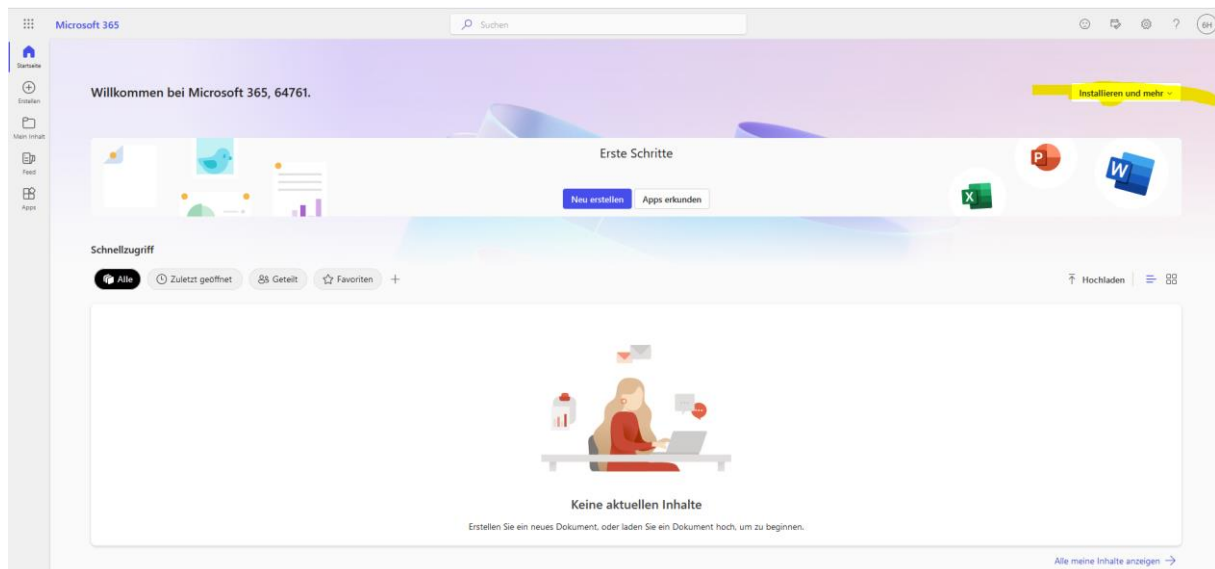 Microsoft 365
Suchen
6H
Startseite
Erstellen
Mein Inhalt
Feed
Apps
Willkommen bei Microsoft 365, 64761.
Installieren und mehr
Erste Schritte
P
W
X
Neu erstellen
Apps erkunden
Schnellzugriff
Alle
Zuletzt geöffnet
Geteilt
Favoriten
Hochladen
Keine aktuellen Inhalte
Erstellen Sie ein neues Dokument, oder laden Sie ein Dokument hoch, um zu beginnen.
Alle meine Inhalte anzeigen